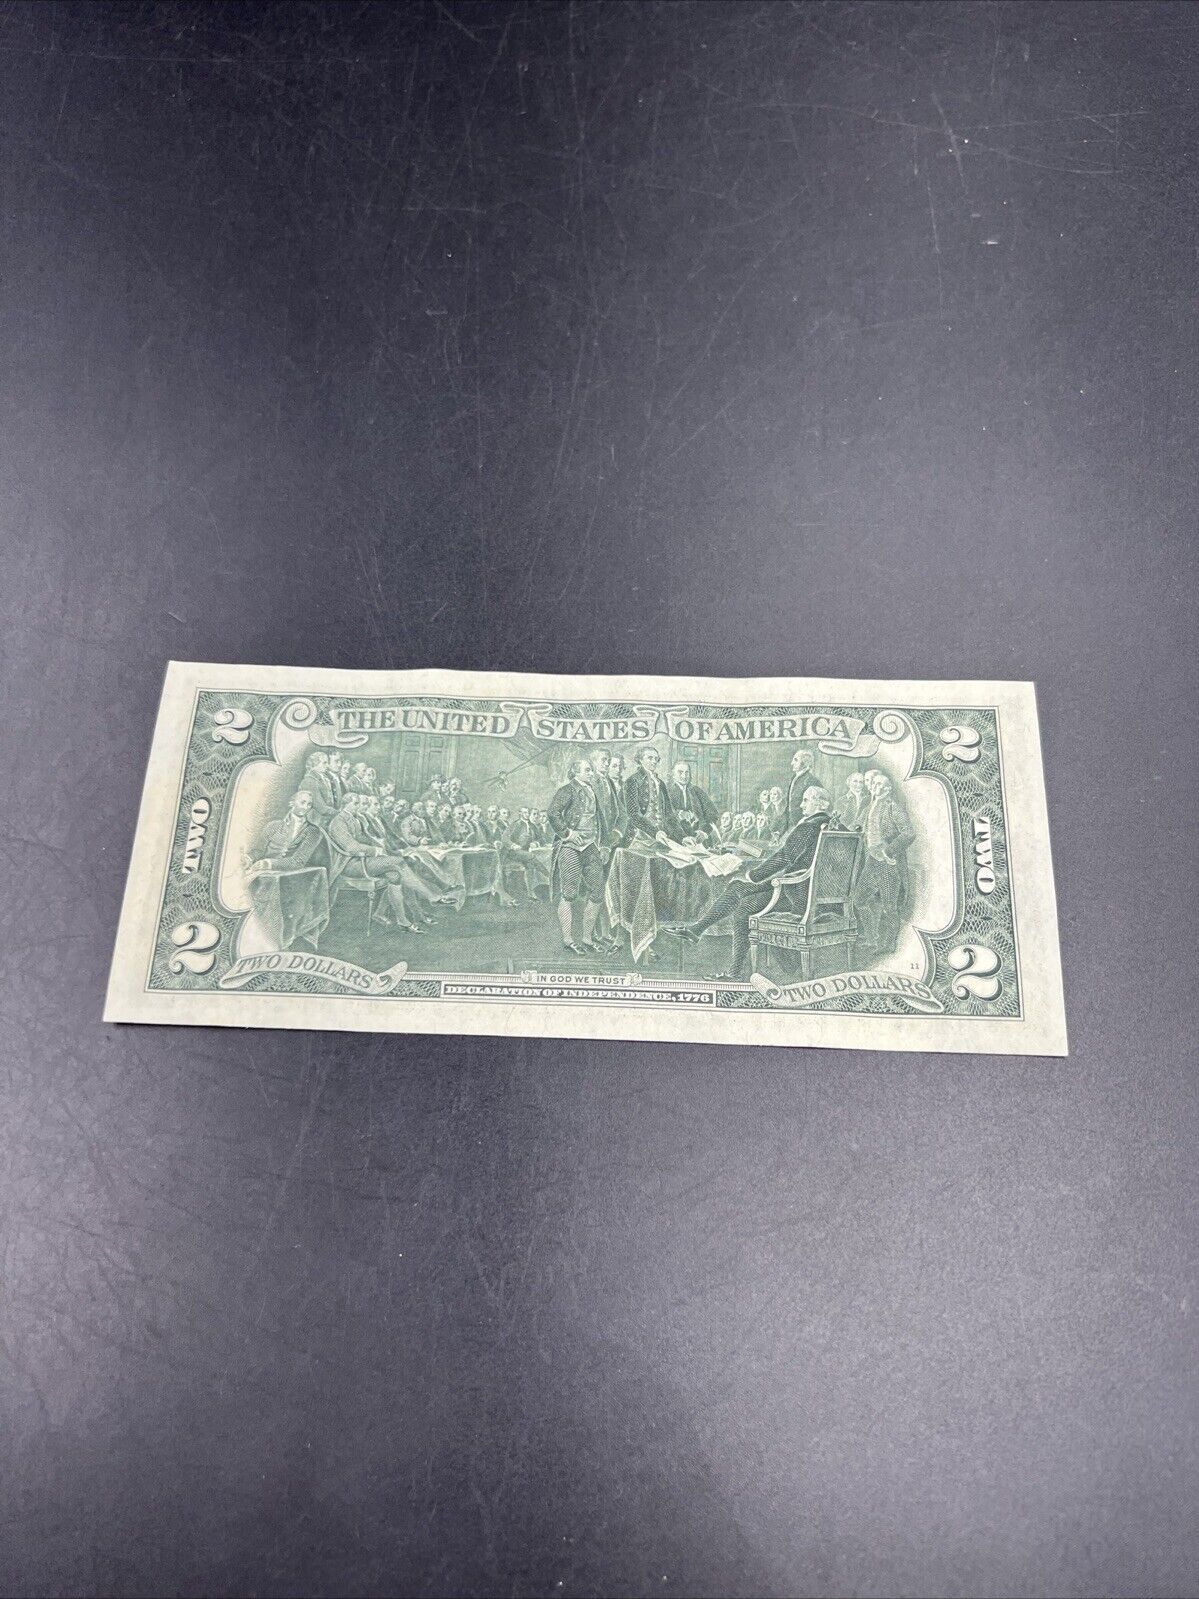 2 THE UNITED STATES OF AMERICA 2
TWO TWO
2 TWO DOLLARS IN GOD WE TRUST 11 TWO DOLLARS 2
DECLARATION OF INDEPENDENCE, 1776